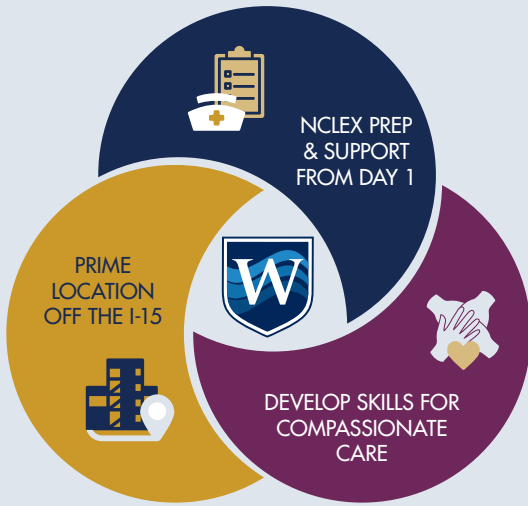 NCLEX PREP
& SUPPORT
FROM DAY 1
PRIME
LOCATION
OFF THE I-15
W
DEVELOP SKILLS FOR
COMPASSIONATE
CARE